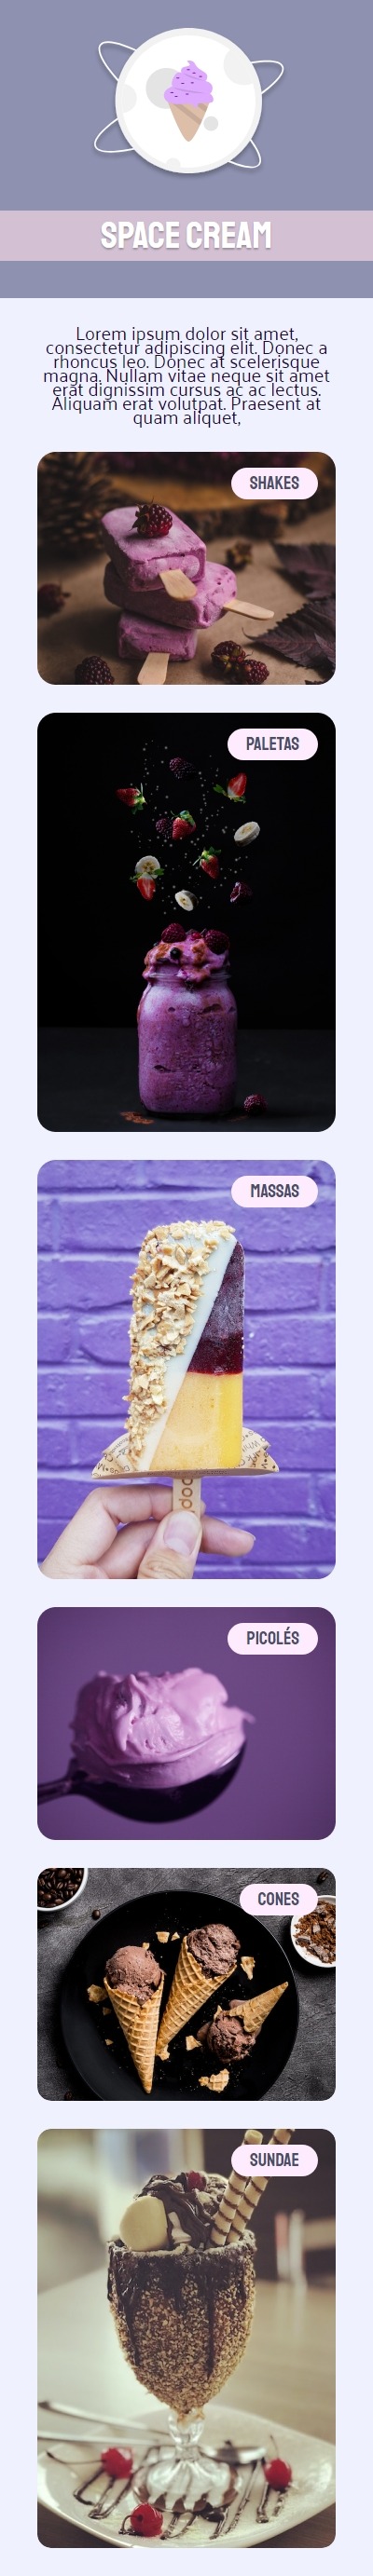 SPACE CREAM
Lorem ipsum dolor sit amet,
consectetur adipiscing elit. Donec a
rhoncus leo. Donec at scelerisque
magna. Nullam vitae neque sit amet
erat dignissim cursus ac ac lectus.
Aliquam erat volutpat. Praesent at
quam aliquet,
SHAKES
PALETAS
MASSAS
PICOLÉS
CONES
SUNDAE